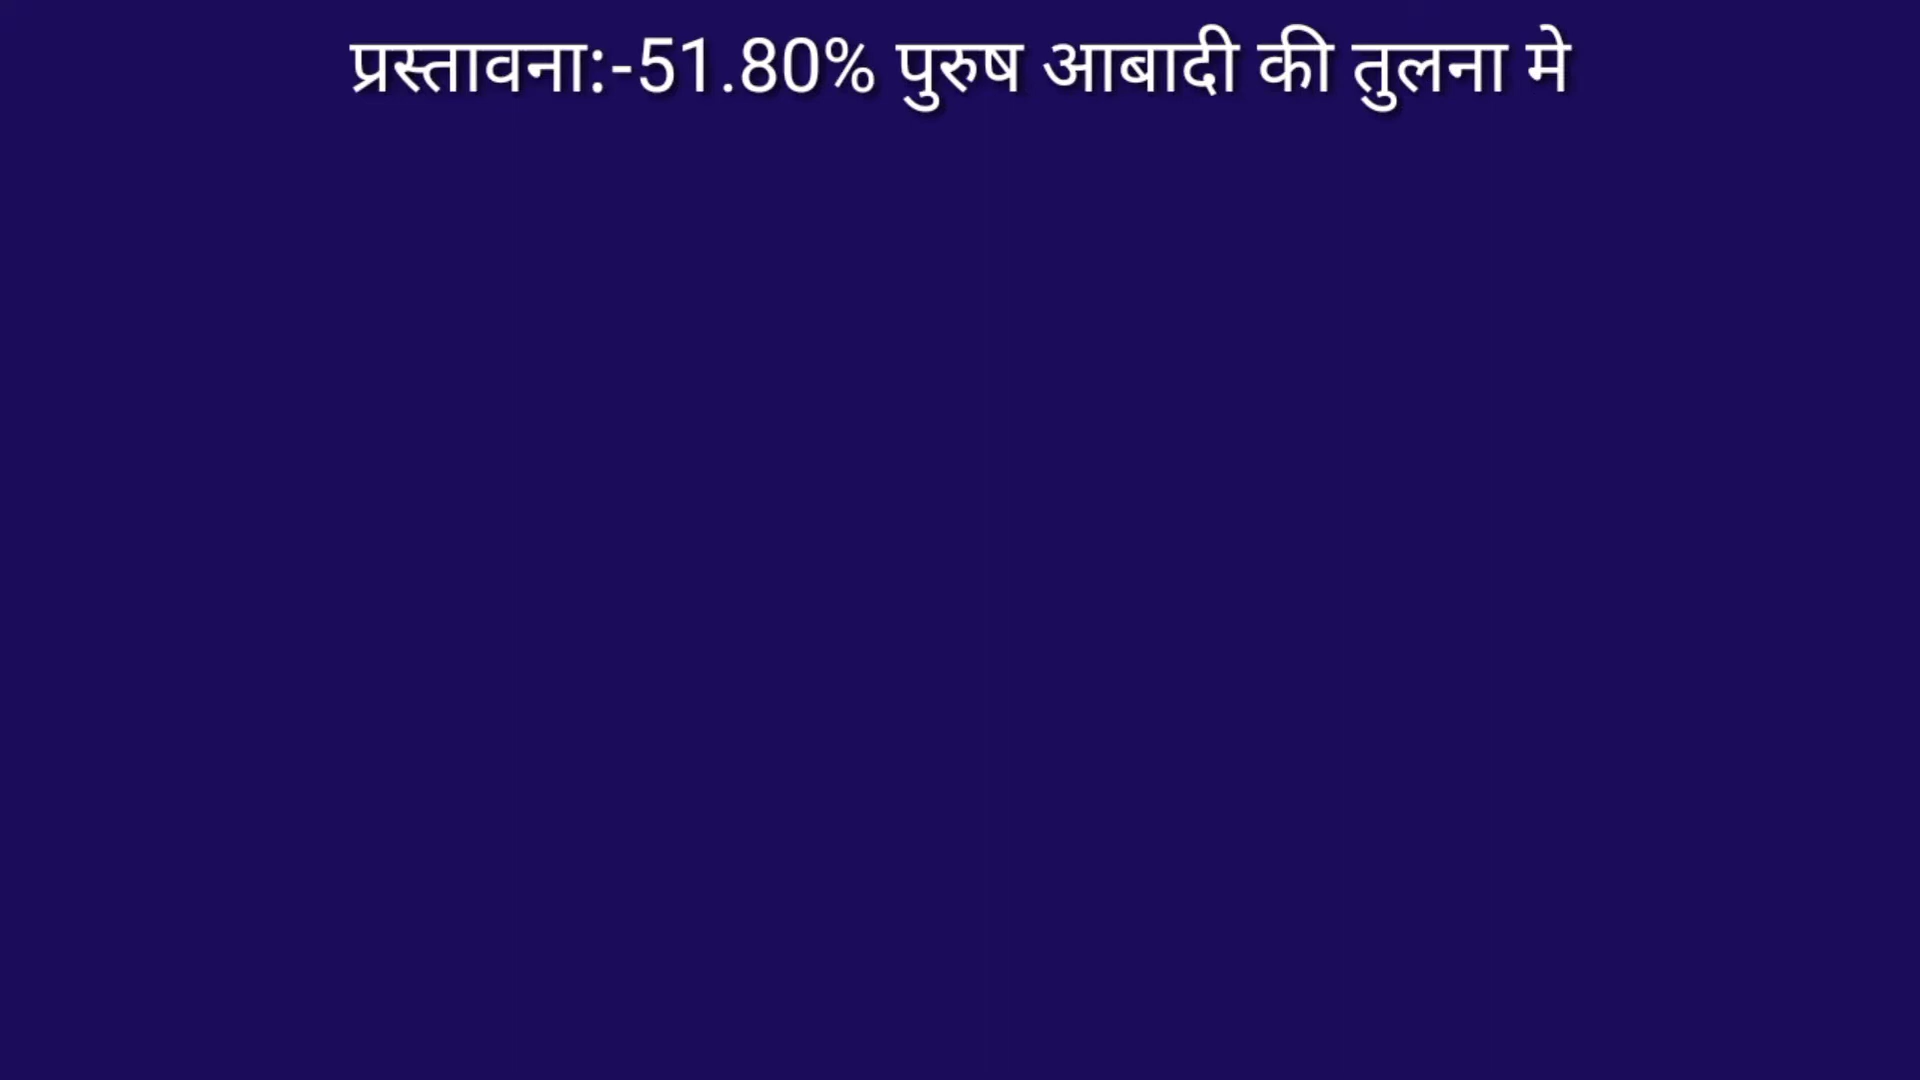 प्रस्तावना:-51.80% पुरुष आबादी की तुलना मे